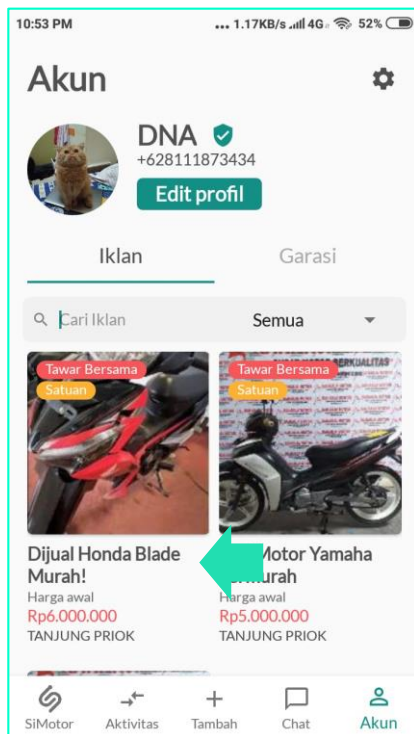 10:53 PM
... 1.17KB/s 4G 52%
Akun
DNA
+628111873434
Edit profil
Iklan
Garasi
Cari Iklan
Semua
Tawar Bersama
Satuan
Tawar Bersama
Satuan
Dijual Honda Blade
Murah!
Harga awal
Rp6.000.000
TANJUNG PRIOK
Motor Yamaha
Harga awal
Rp5.000.000
TANJUNG PRIOK
SiMotor
Aktivitas
Tambah
Chat
Akun